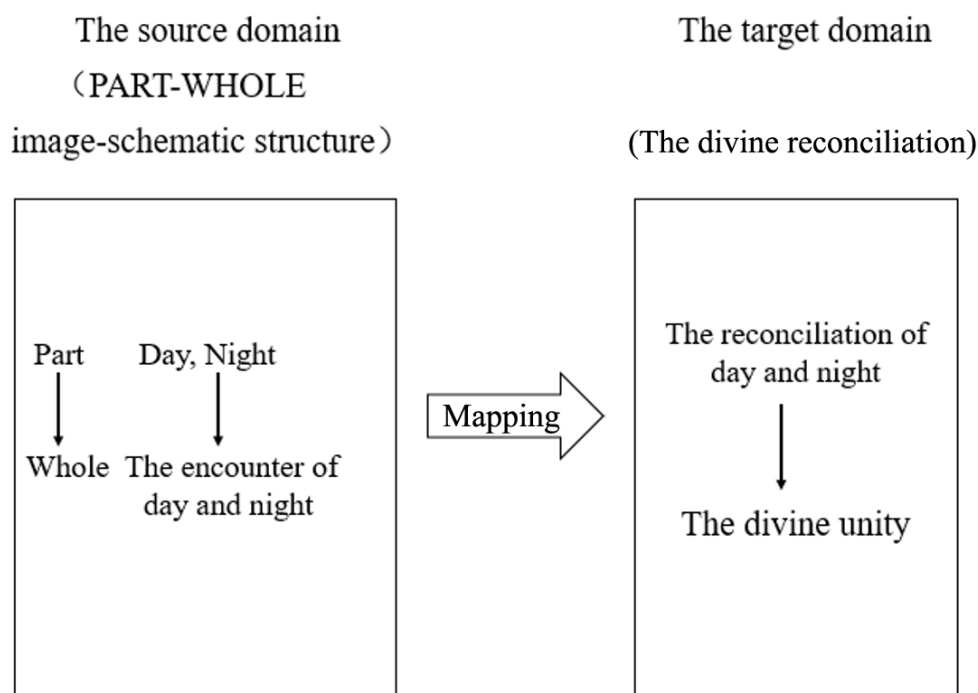 The source domain
（PART-WHOLE
image-schematic structure）
The target domain
(The divine reconciliation)
Part
Day, Night
Whole
The encounter of
day and night
Mapping
The reconciliation of
day and night
The divine unity